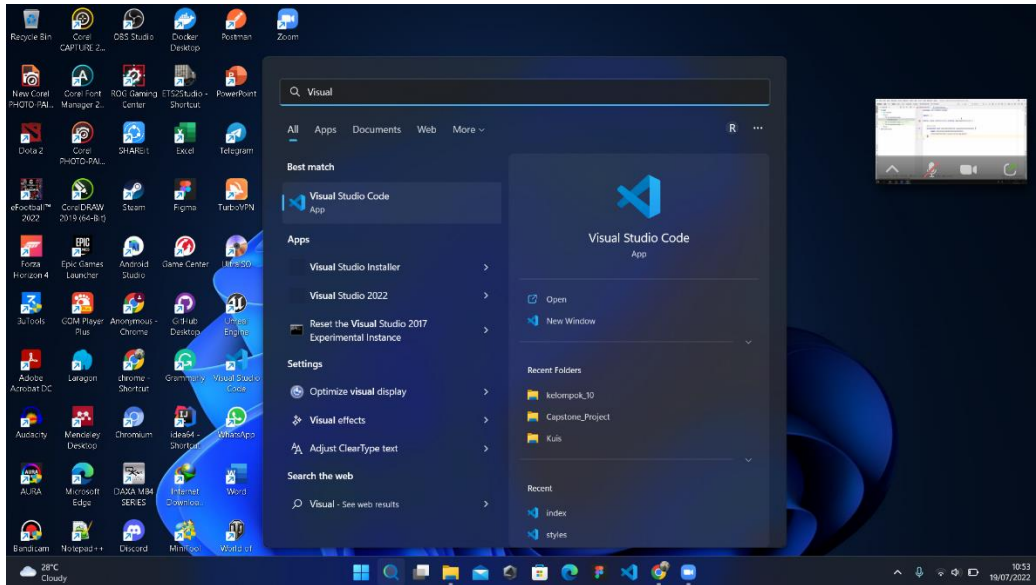 Recycle Bin
Corel CAPTURE 2...
OBS Studio
Docker Desktop
Postman
Zoom
New Corel PHOTO-PAI...
Corel Font Manager 2...
ROG Gaming Center
ETS2Studio - Shortcut
PowerPoint
Dota 2
Corel PHOTO-PAI...
SHAREit
Excel
Telegram
eFootball™ 2022
CorelDRAW 2019 (64-Bit)
Steam
Figma
TurboVPN
Forza Horizon 4
Epic Games Launcher
Android Studio
Game Center
UltraISO
3uTools
GOM Player Plus
Anonymous - Chrome
GitHub Desktop
Unreal Engine
Adobe Acrobat DC
Laragon
chrome - Shortcut
Grammarly
Visual Studio Code
Audacity
Mendeley Desktop
Chromium
idea64 - Shortcut
WhatsApp
AURA
Microsoft Edge
DAXA MB4 SERIES
Internet Downloa...
Word
Bandicam
Notepad++
Discord
MiniTool
World of
Visual
All Apps Documents Web More
R ...
Best match
Visual Studio Code
App
Apps
Visual Studio Installer
Visual Studio 2022
Reset the Visual Studio 2017
Experimental Instance
Settings
Optimize visual display
Visual effects
Adjust ClearType text
Search the web
Visual - See web results
Visual Studio Code
App
Open
New Window
Recent Folders
kelompok_10
Capstone_Project
Kuis
Recent
index
styles
28°C
Cloudy
10:53
19/07/2022